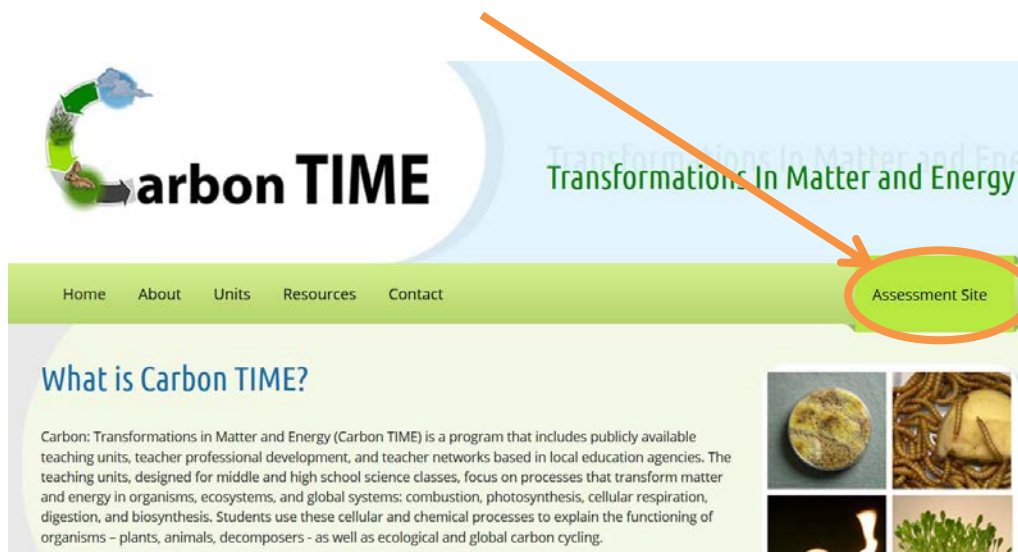 Carbon TIME
Transformations In Matter and Energy
Home About Units Resources Contact
Assessment Site
What is Carbon TIME?
Carbon: Transformations in Matter and Energy (Carbon TIME) is a program that includes publicly available
teaching units, teacher professional development, and teacher networks based in local education agencies. The
teaching units, designed for middle and high school science classes, focus on processes that transform matter
and energy in organisms, ecosystems, and global systems: combustion, photosynthesis, cellular respiration,
digestion, and biosynthesis. Students use these cellular and chemical processes to explain the functioning of
organisms – plants, animals, decomposers - as well as ecological and global carbon cycling.